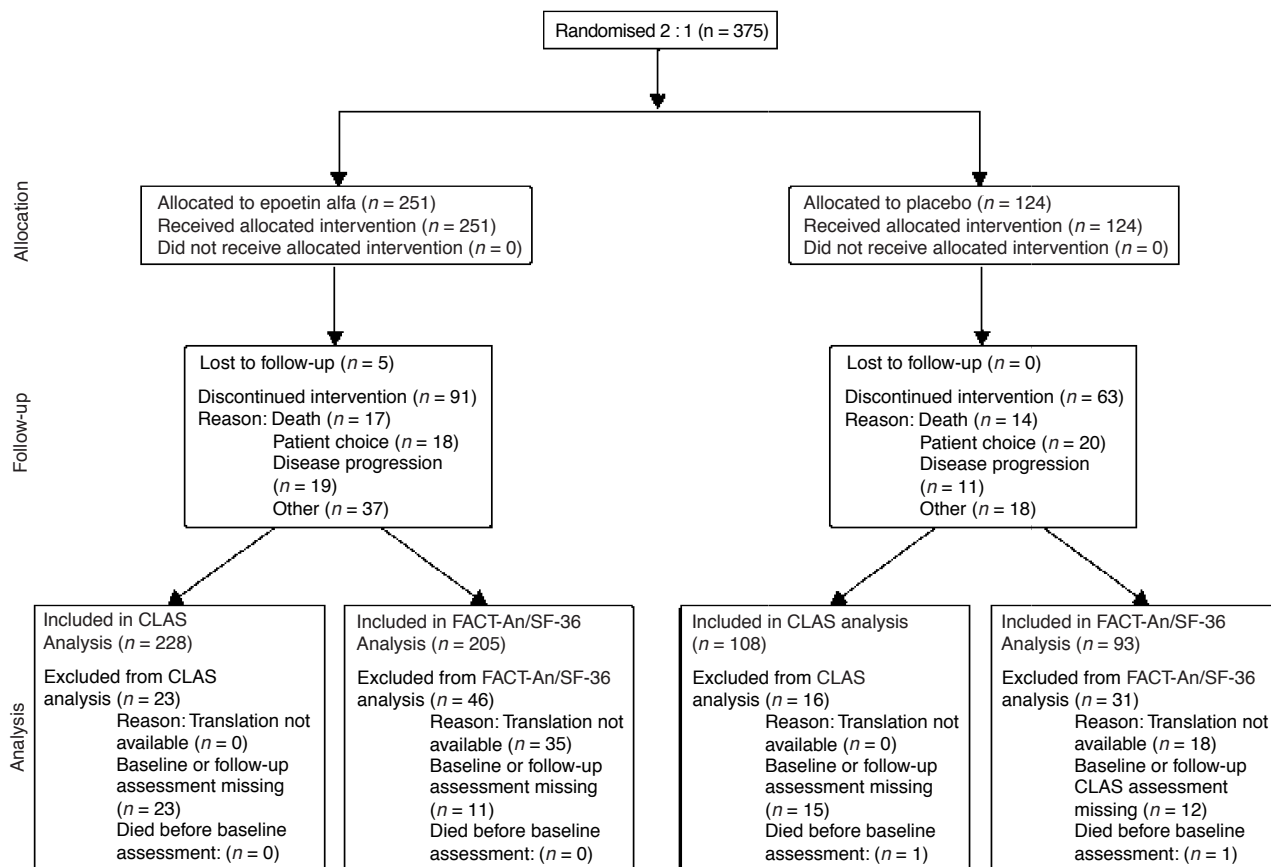 Randomised 2 : 1 (n = 375)
Allocation
Allocated to epoetin alfa (n = 251)
Received allocated intervention (n = 251)
Did not receive allocated intervention (n = 0)
Allocated to placebo (n = 124)
Received allocated intervention (n = 124)
Did not receive allocated intervention (n = 0)
Follow-up
Lost to follow-up (n = 5)
Discontinued intervention (n = 91)
Reason: Death (n = 17)
Patient choice (n = 18)
Disease progression
(n = 19)
Other (n = 37)
Lost to follow-up (n = 0)
Discontinued intervention (n = 63)
Reason: Death (n = 14)
Patient choice (n = 20)
Disease progression
(n = 11)
Other (n = 18)
Analysis
Included in CLAS
Analysis (n = 228)
Excluded from CLAS
analysis (n = 23)
Reason: Translation not
available (n = 0)
Baseline or follow-up
assessment missing
(n = 23)
Died before baseline
assessment: (n = 0)
Included in FACT-An/SF-36
Analysis (n = 205)
Excluded from FACT-An/SF-36
analysis (n = 46)
Reason: Translation not
available (n = 35)
Baseline or follow-up
assessment missing
(n = 11)
Died before baseline
assessment: (n = 0)
Included in CLAS analysis
(n = 108)
Excluded from CLAS
analysis (n = 16)
Reason: Translation not
available (n = 0)
Baseline or follow-up
assessment missing
(n = 15)
Died before baseline
assessment: (n = 1)
Included in FACT-An/SF-36
Analysis (n = 93)
Excluded from FACT-An/SF-36
analysis (n = 31)
Reason: Translation not
available (n = 18)
Baseline or follow-up
CLAS assessment
missing (n = 12)
Died before baseline
assessment: (n = 1)